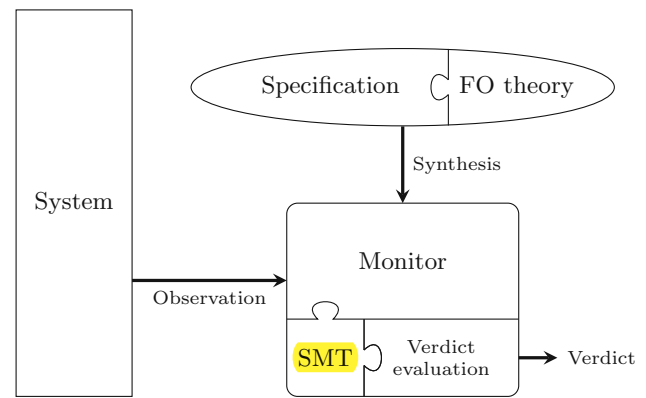 Specification
FO theory
Synthesis
System
Monitor
Observation
SMT
Verdict
evaluation
Verdict